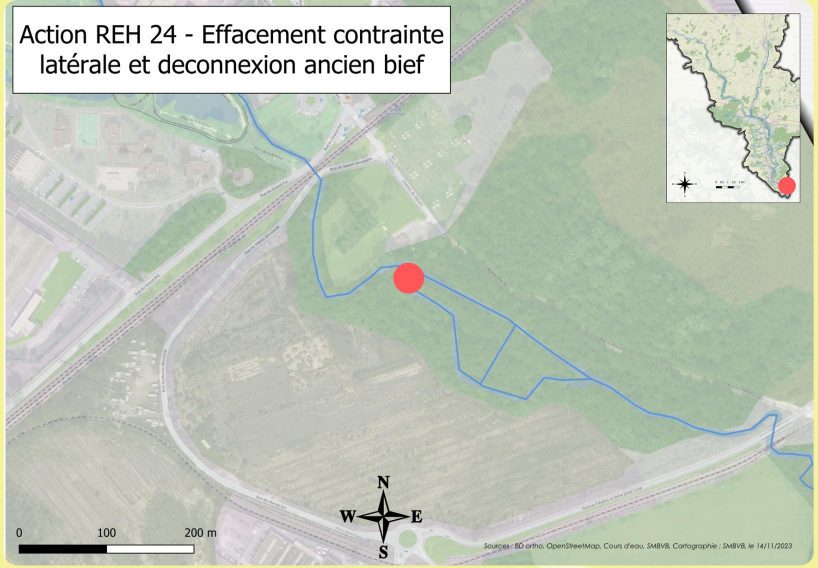 Action REH 24 - Effacement contrainte
latérale et deconnexion ancien bief
N
W E
S
0 100 200 m
Sources : BD ortho, OpenStreetMap, Cours d'eau, SMBVB, Cartographie : SMBVB, le 14/11/2023